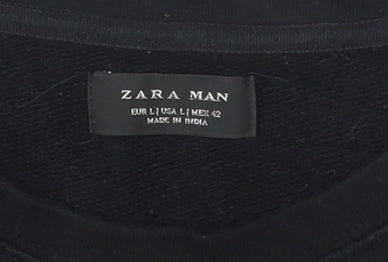 ZARA MAN
EUR L | USA L | MEX 42
MADE IN INDIA